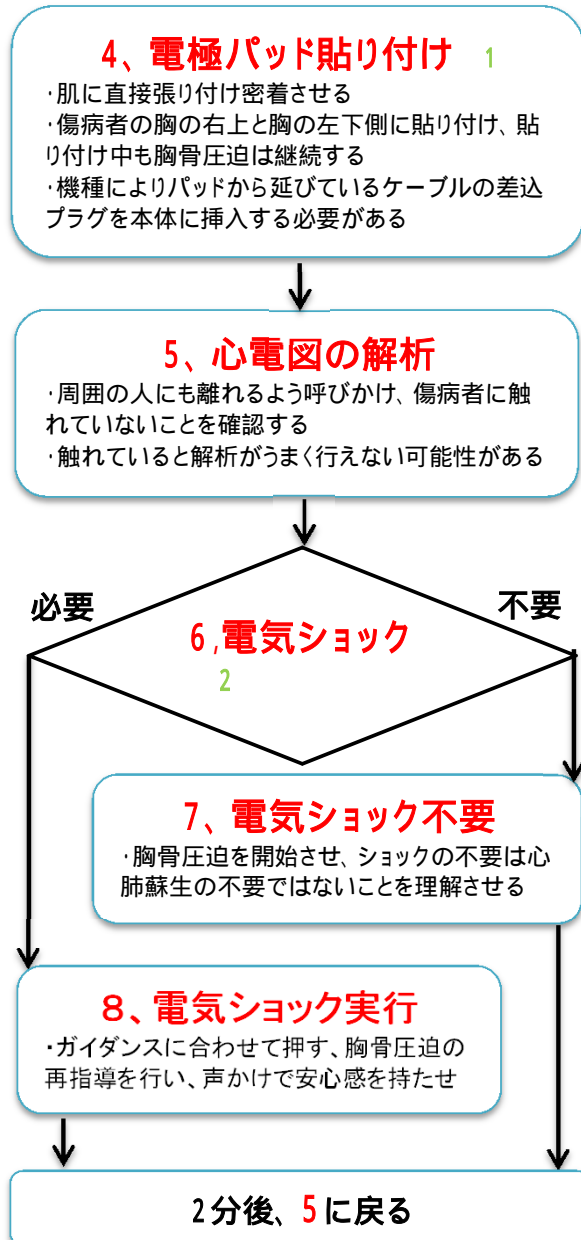 4、電極パッド貼り付け 1
·肌に直接張り付け密着させる
·傷病者の胸の右上と胸の左下側に貼り付け、貼
り付け中も胸骨圧迫は継続する
·機種によりパッドから延びているケーブルの差込
プラグを本体に挿入する必要がある
5、心電図の解析
·周囲の人にも離れるよう呼びかけ、傷病者に触
れていないことを確認する
·触れていると解析がうまく行えない可能性がある
必要
不要
6,電気ショック
2
7、電気ショック不要
·胸骨圧迫を開始させ、ショックの不要は心
肺蘇生の不要ではないことを理解させる
8、電気ショック実行
·ガイダンスに合わせて押す、胸骨圧迫の
再指導を行い、声かけで安心感を持たせ
2分後、5に戻る